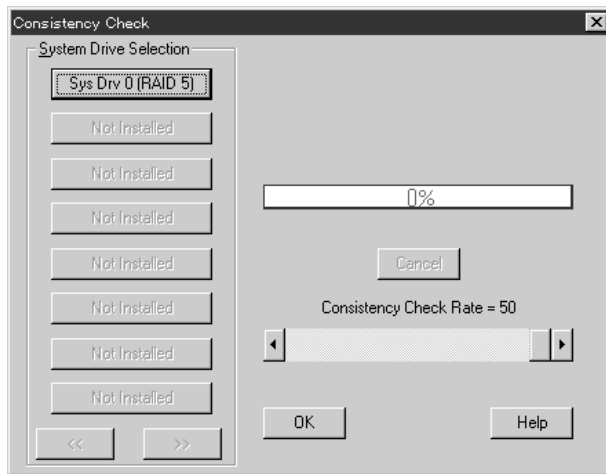 Consistency Check
System Drive Selection
Sys Drv 0 (RAID 5)
Not Installed
Not Installed
Not Installed
Not Installed
Not Installed
Not Installed
Not Installed
<< >>
0%
Cancel
Consistency Check Rate = 50
OK Help